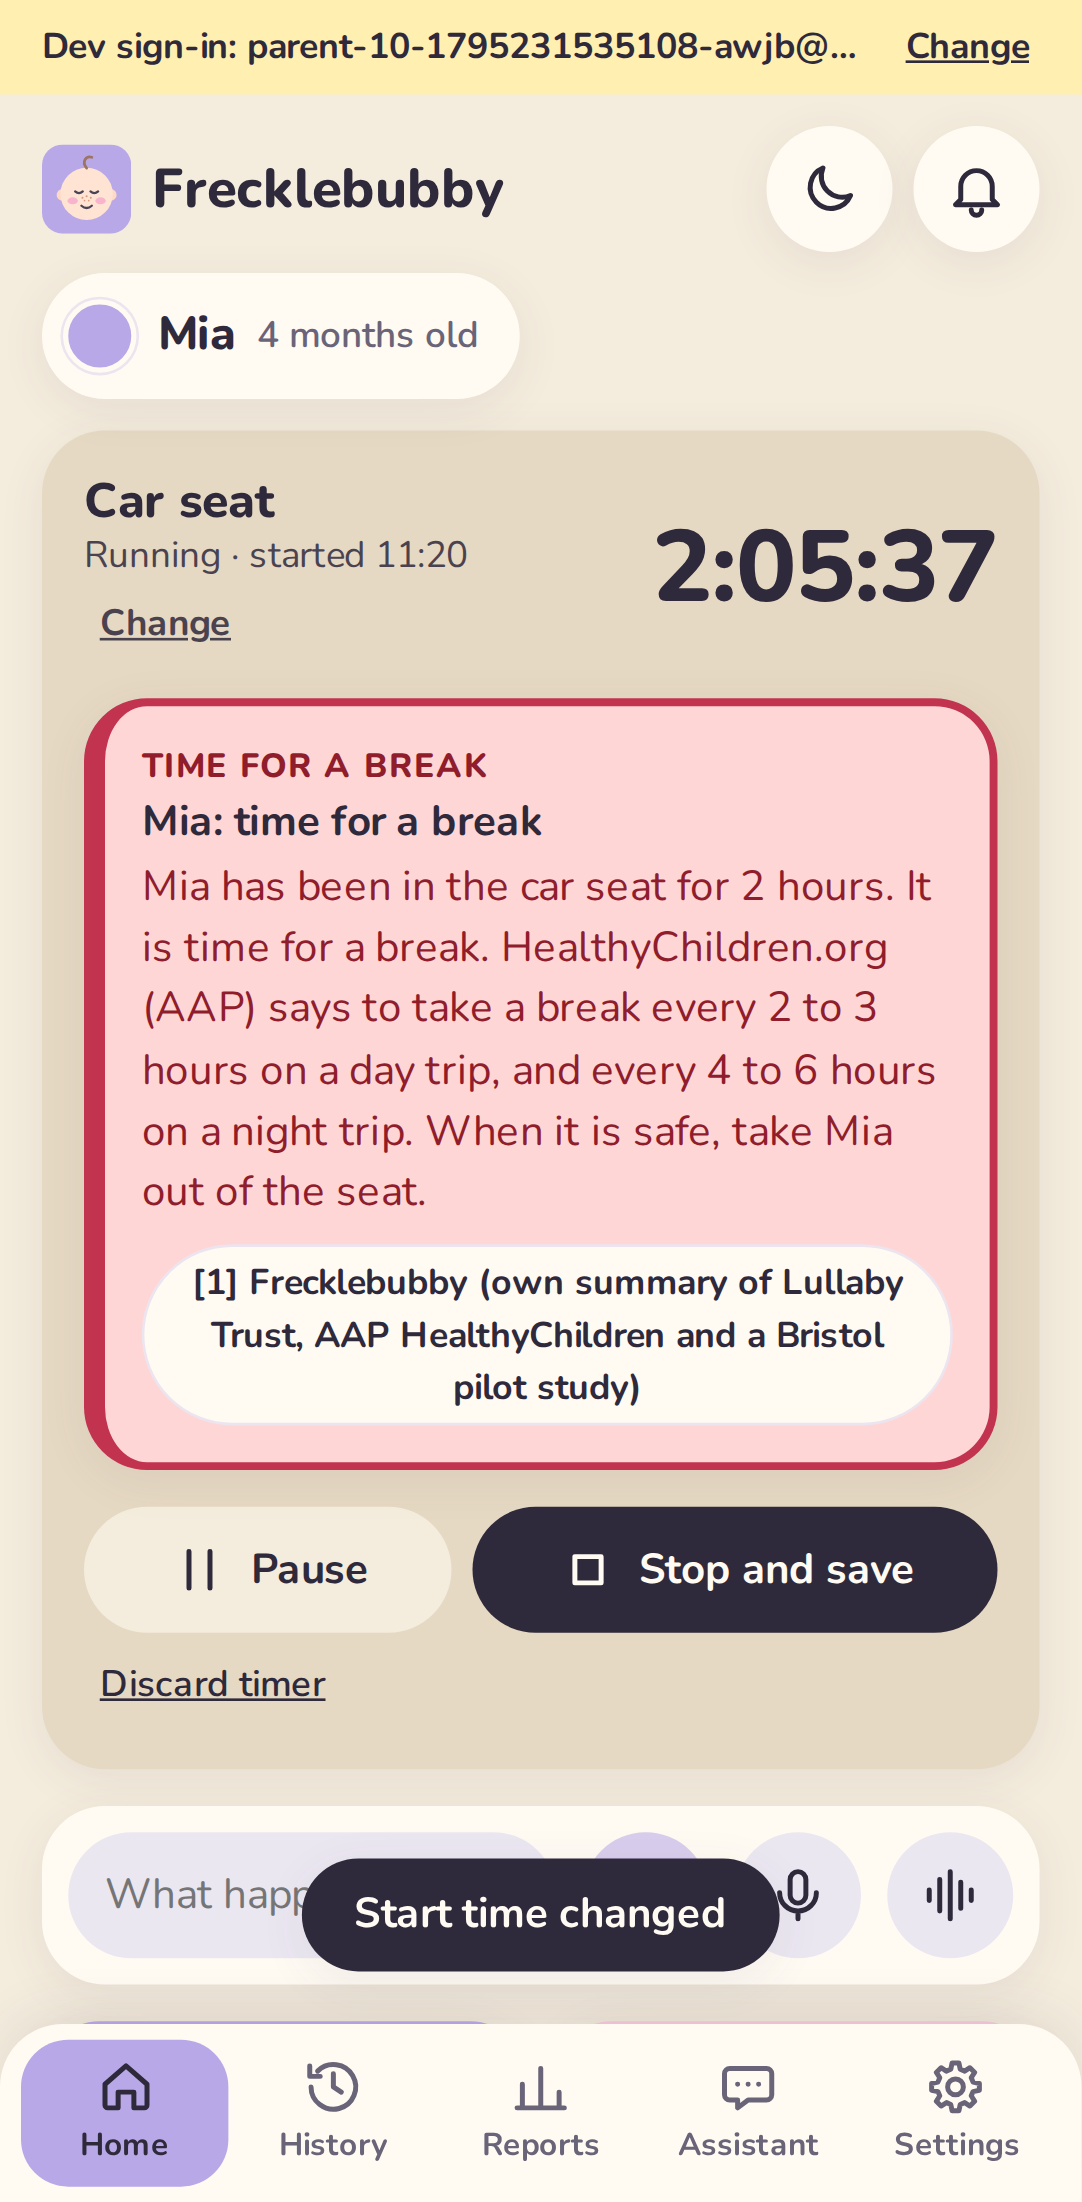 Dev sign-in: parent-10-1795231535108-awjb@... Change
Frecklebubby
Mia 4 months old
Car seat
Running · started 11:20
2:05:37
Change
TIME FOR A BREAK
Mia: time for a break
Mia has been in the car seat for 2 hours. It
is time for a break. HealthyChildren.org
(AAP) says to take a break every 2 to 3
hours on a day trip, and every 4 to 6 hours
on a night trip. When it is safe, take Mia
out of the seat.
[1] Frecklebubby (own summary of Lullaby
Trust, AAP HealthyChildren and a Bristol
pilot study)
Pause
Stop and save
Discard timer
What
Start time changed
Home
History
Reports
Assistant
Settings